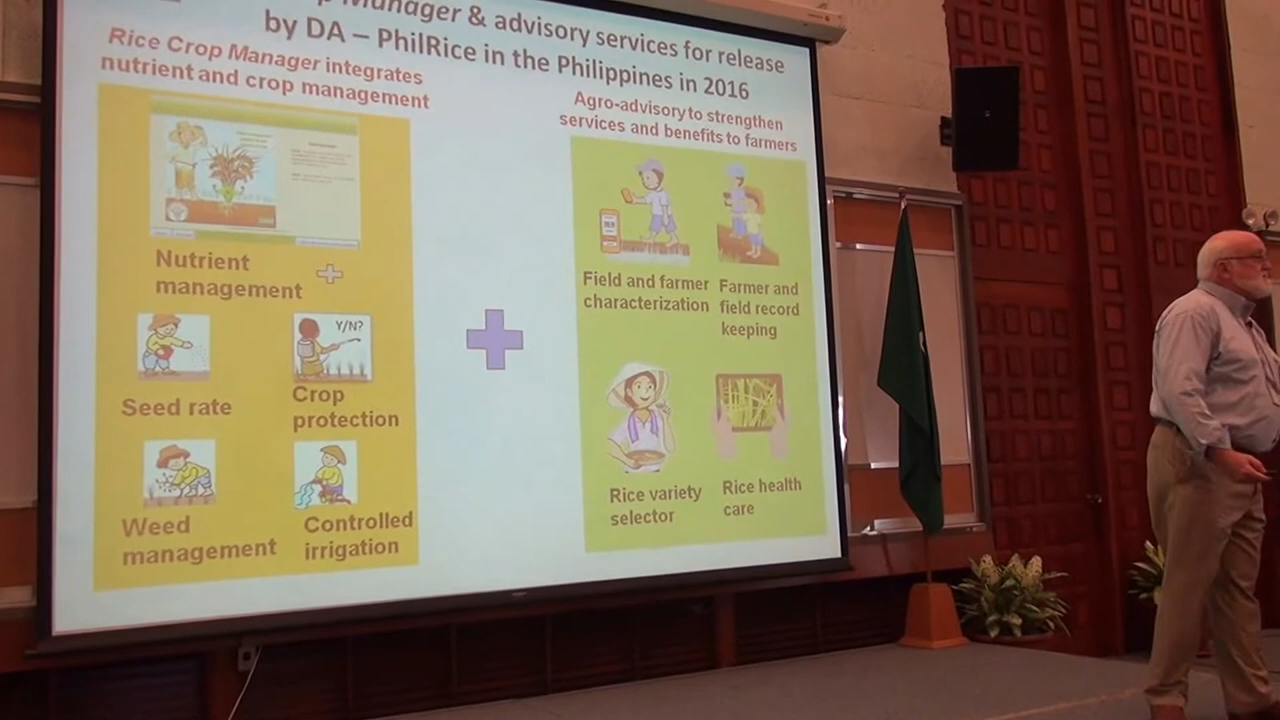 Manager & advisory services for release
by DA – PhilRice in the Philippines in 2016
Rice Crop Manager integrates
nutrient and crop management
Nutrient
management
Seed rate
Y/N?
Crop
protection
Weed
management
Controlled
irrigation
Agro-advisory to strengthen
services and benefits to farmers
Field and farmer
characterization
Farmer and
field record
keeping
Rice variety
selector
Rice health
care